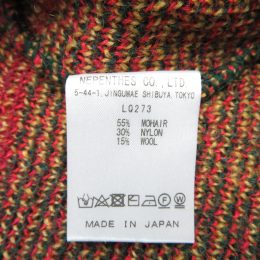 NEPENTHES CO., LTD
5-44-1, JINGUMAE SHIBUYA, TOKYO
LQ273
55% MOHAIR
30% NYLON
15% WOOL
MADE IN JAPAN